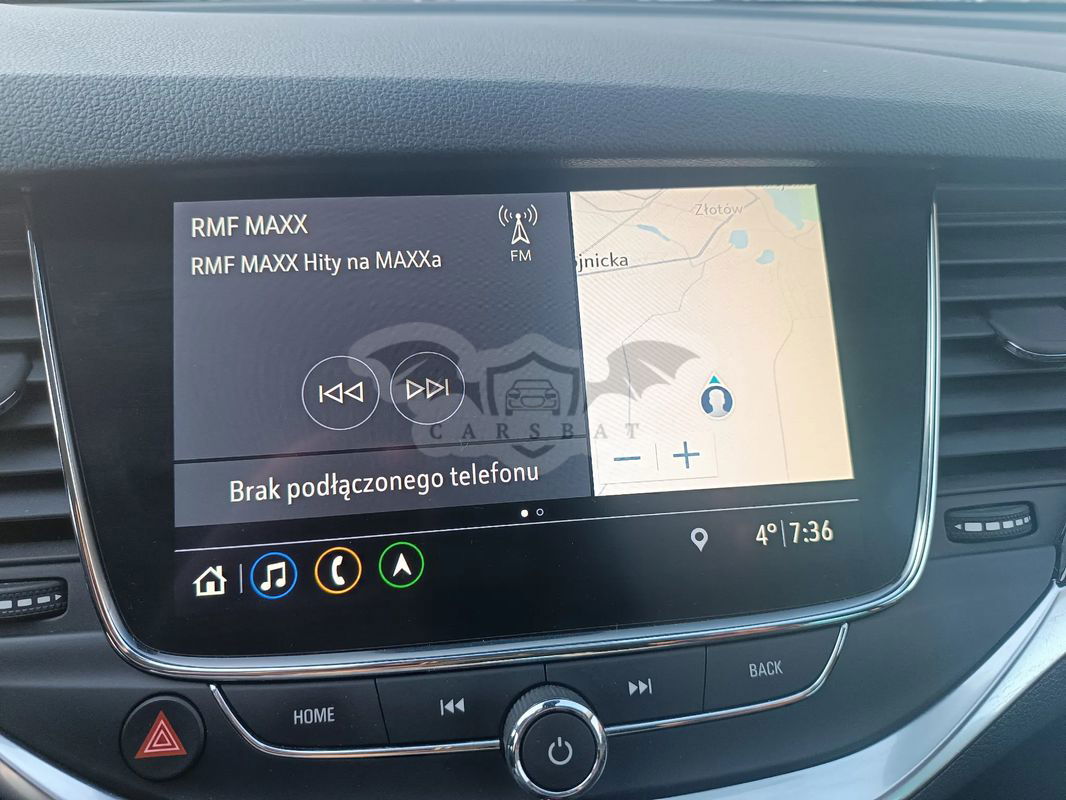 RMF MAXX
RMF MAXX Hity na MAXXa
FM
Złotów
jnicka
CARSBAT
Brak podłączonego telefonu
4° 7:36
HOME
BACK